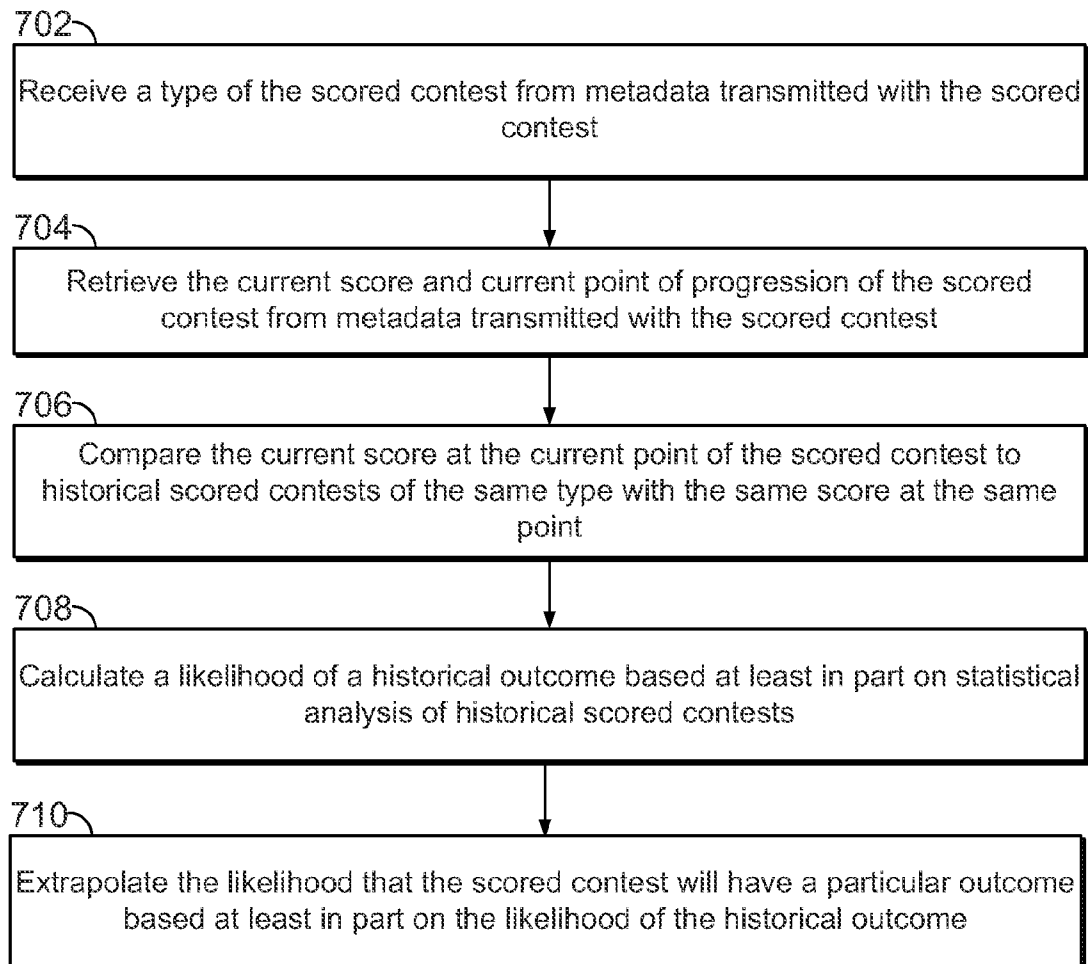 702
Receive a type of the scored contest from metadata transmitted with the scored
contest
704
Retrieve the current score and current point of progression of the scored
contest from metadata transmitted with the scored contest
706
Compare the current score at the current point of the scored contest to
historical scored contests of the same type with the same score at the same
point
708
Calculate a likelihood of a historical outcome based at least in part on statistical
analysis of historical scored contests
710
Extrapolate the likelihood that the scored contest will have a particular outcome
based at least in part on the likelihood of the historical outcome